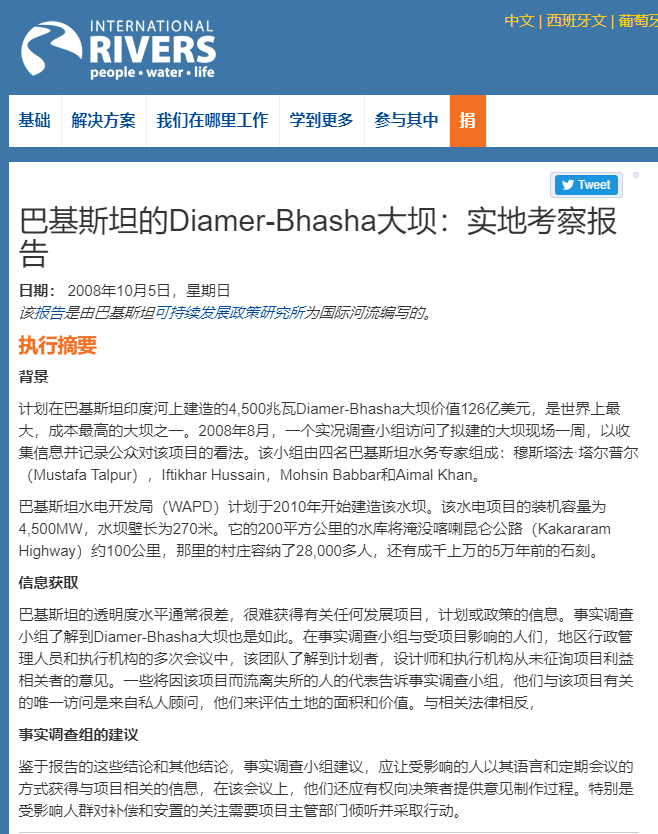 INTERNATIONAL
RIVERS
people • water • life
中文 | 西班牙文 | 葡萄牙
基础 解决方案 我们在哪里工作 学到更多 参与其中 捐
Tweet
巴基斯坦的Diamer-Bhasha大坝：实地考察报
告
日期： 2008年10月5日，星期日
该报告是由巴基斯坦可持续发展政策研究所为国际河流编写的。
执行摘要
背景
计划在巴基斯坦印度河上建造的4,500兆瓦Diamer-Bhasha大坝价值126亿美元，是世界上最
大，成本最高的大坝之一。2008年8月，一个实况调查小组访问了拟建的大坝现场一周，以收
集信息并记录公众对该项目的看法。该小组由四名巴基斯坦水务专家组成：穆斯塔法·塔尔普尔
（Mustafa Talpur），Iftikhar Hussain，Mohsin Babbar和Aimal Khan。
巴基斯坦水电开发局（WAPD）计划于2010年开始建造该水坝。该水电项目的装机容量为
4,500MW，水坝壁长为270米。它的200平方公里的水库将淹没喀喇昆仑公路（Kakararam
Highway）约100公里，那里的村庄容纳了28,000多人，还有成千上万的5万年前的石刻。
信息获取
巴基斯坦的透明度水平通常很差，很难获得有关任何发展项目，计划或政策的信息。事实调查
小组了解到Diamer-Bhasha大坝也是如此。在事实调查小组与受项目影响的人们，地区行政管
理人员和执行机构的多次会议中，该团队了解到计划者，设计师和执行机构从未征询项目利益
相关者的意见。一些将因该项目而流离失所的人的代表告诉事实调查小组，他们与该项目有关
的唯一访问是来自私人顾问，他们来评估土地的面积和价值。与相关法律相反，
事实调查组的建议
鉴于报告的这些结论和其他结论，事实调查小组建议，应让受影响的人以其语言和定期会议的
方式获得与项目相关的信息，在该会议上，他们还应有权向决策者提供意见制作过程。特别是
受影响人群对补偿和安置的关注需要项目主管部门倾听并采取行动。